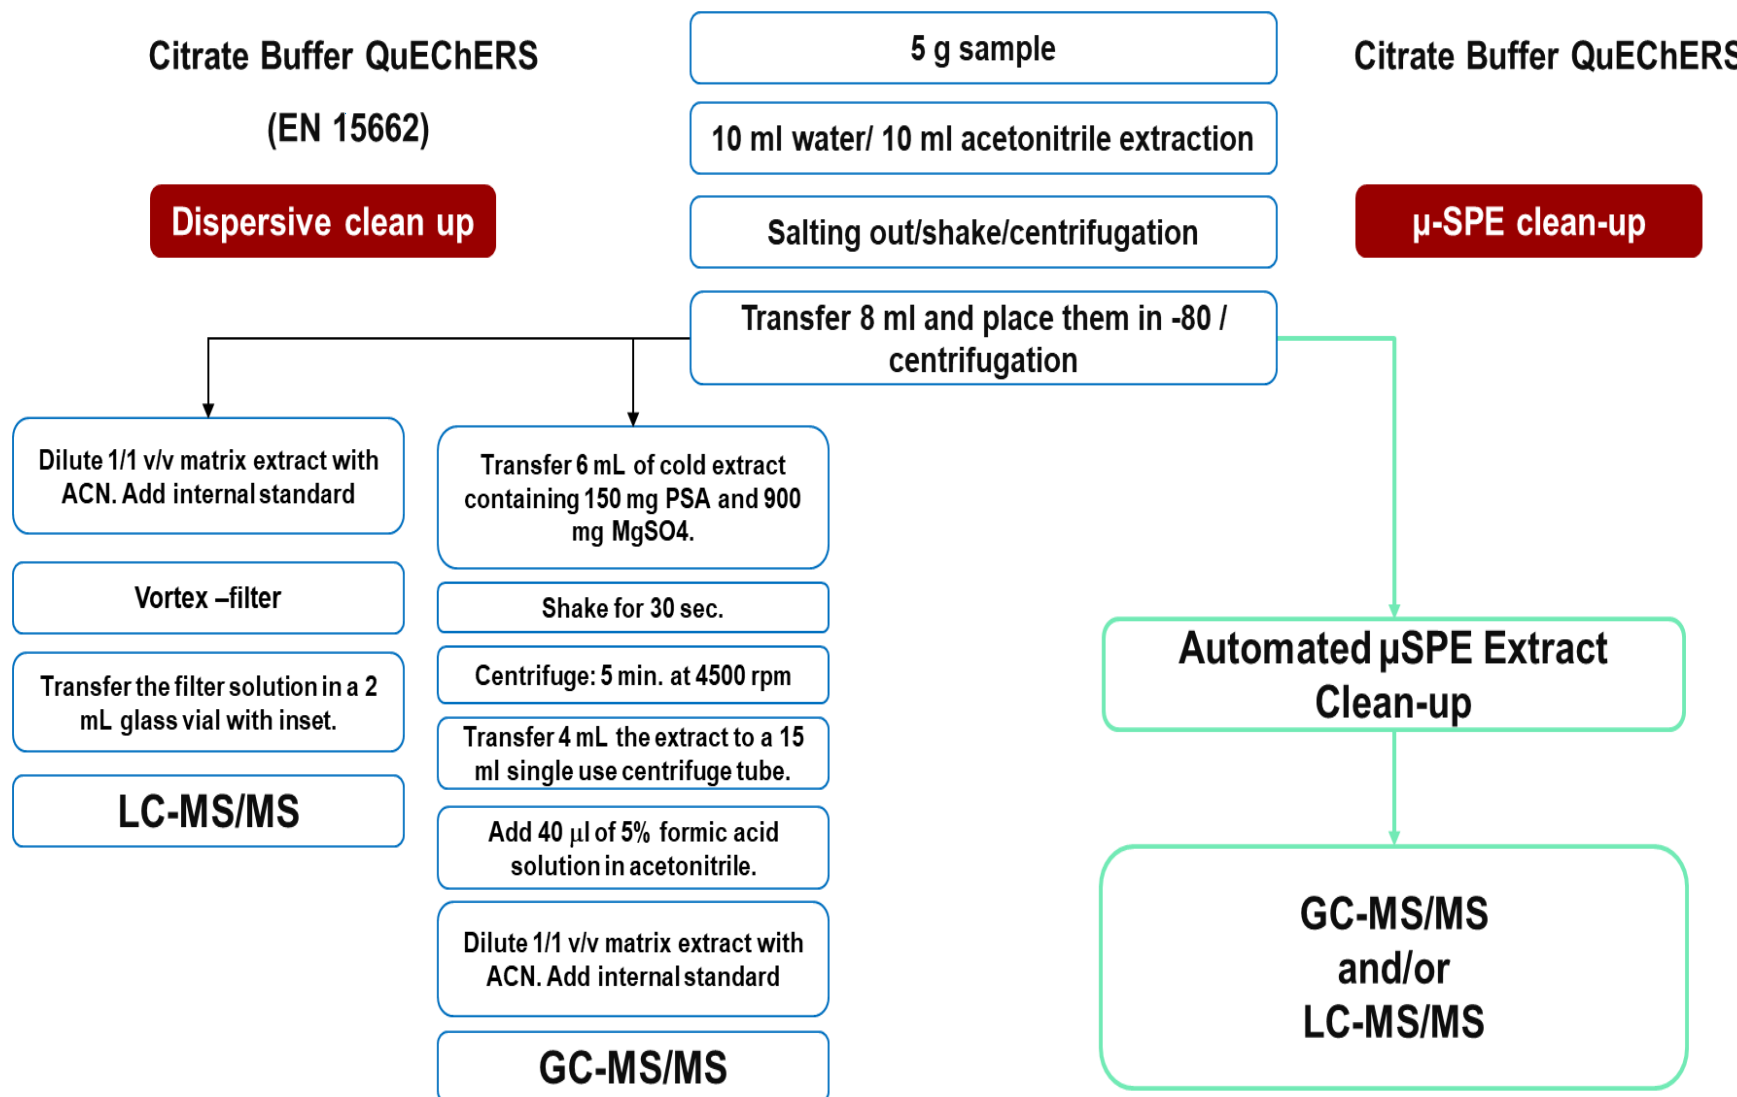 Citrate Buffer QuEChERS
(EN 15662)
Dispersive clean up
5 g sample
10 ml water/ 10 ml acetonitrile extraction
Salting out/shake/centrifugation
Transfer 8 ml and place them in -80 /
centrifugation
Citrate Buffer QuEChERS
µ-SPE clean-up
Dilute 1/1 v/v matrix extract with
ACN. Add internal standard
Vortex –filter
Transfer the filter solution in a 2
mL glass vial with inset.
LC-MS/MS
Transfer 6 mL of cold extract
containing 150 mg PSA and 900
mg MgSO4.
Shake for 30 sec.
Centrifuge: 5 min. at 4500 rpm
Transfer 4 mL the extract to a 15
ml single use centrifuge tube.
Add 40 µl of 5% formic acid
solution in acetonitrile.
Dilute 1/1 v/v matrix extract with
ACN. Add internal standard
GC-MS/MS
Automated µSPE Extract
Clean-up
GC-MS/MS
and/or
LC-MS/MS